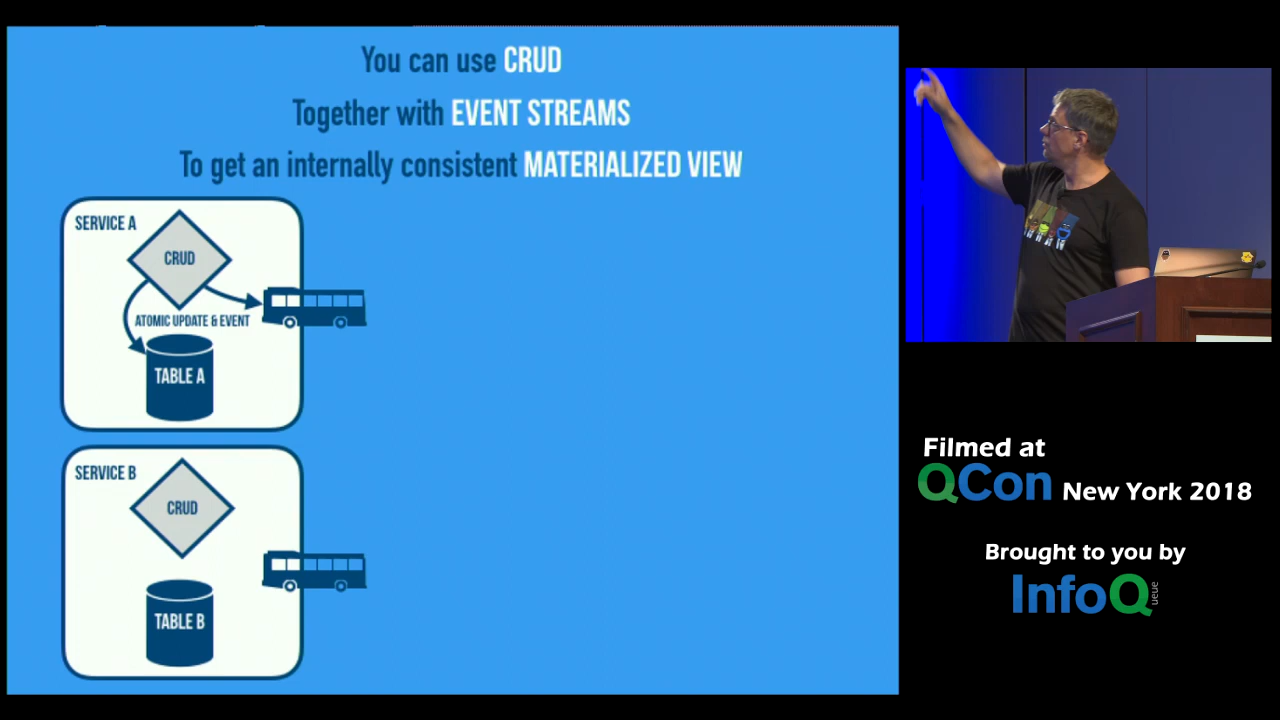 You can use CRUD
Together with EVENT STREAMS
To get an internally consistent MATERIALIZED VIEW
SERVICE A
CRUD
ATOMIC UPDATE & EVENT
TABLE A
SERVICE B
CRUD
TABLE B
Filmed at
QCon New York 2018
Brought to you by
InfoQueue